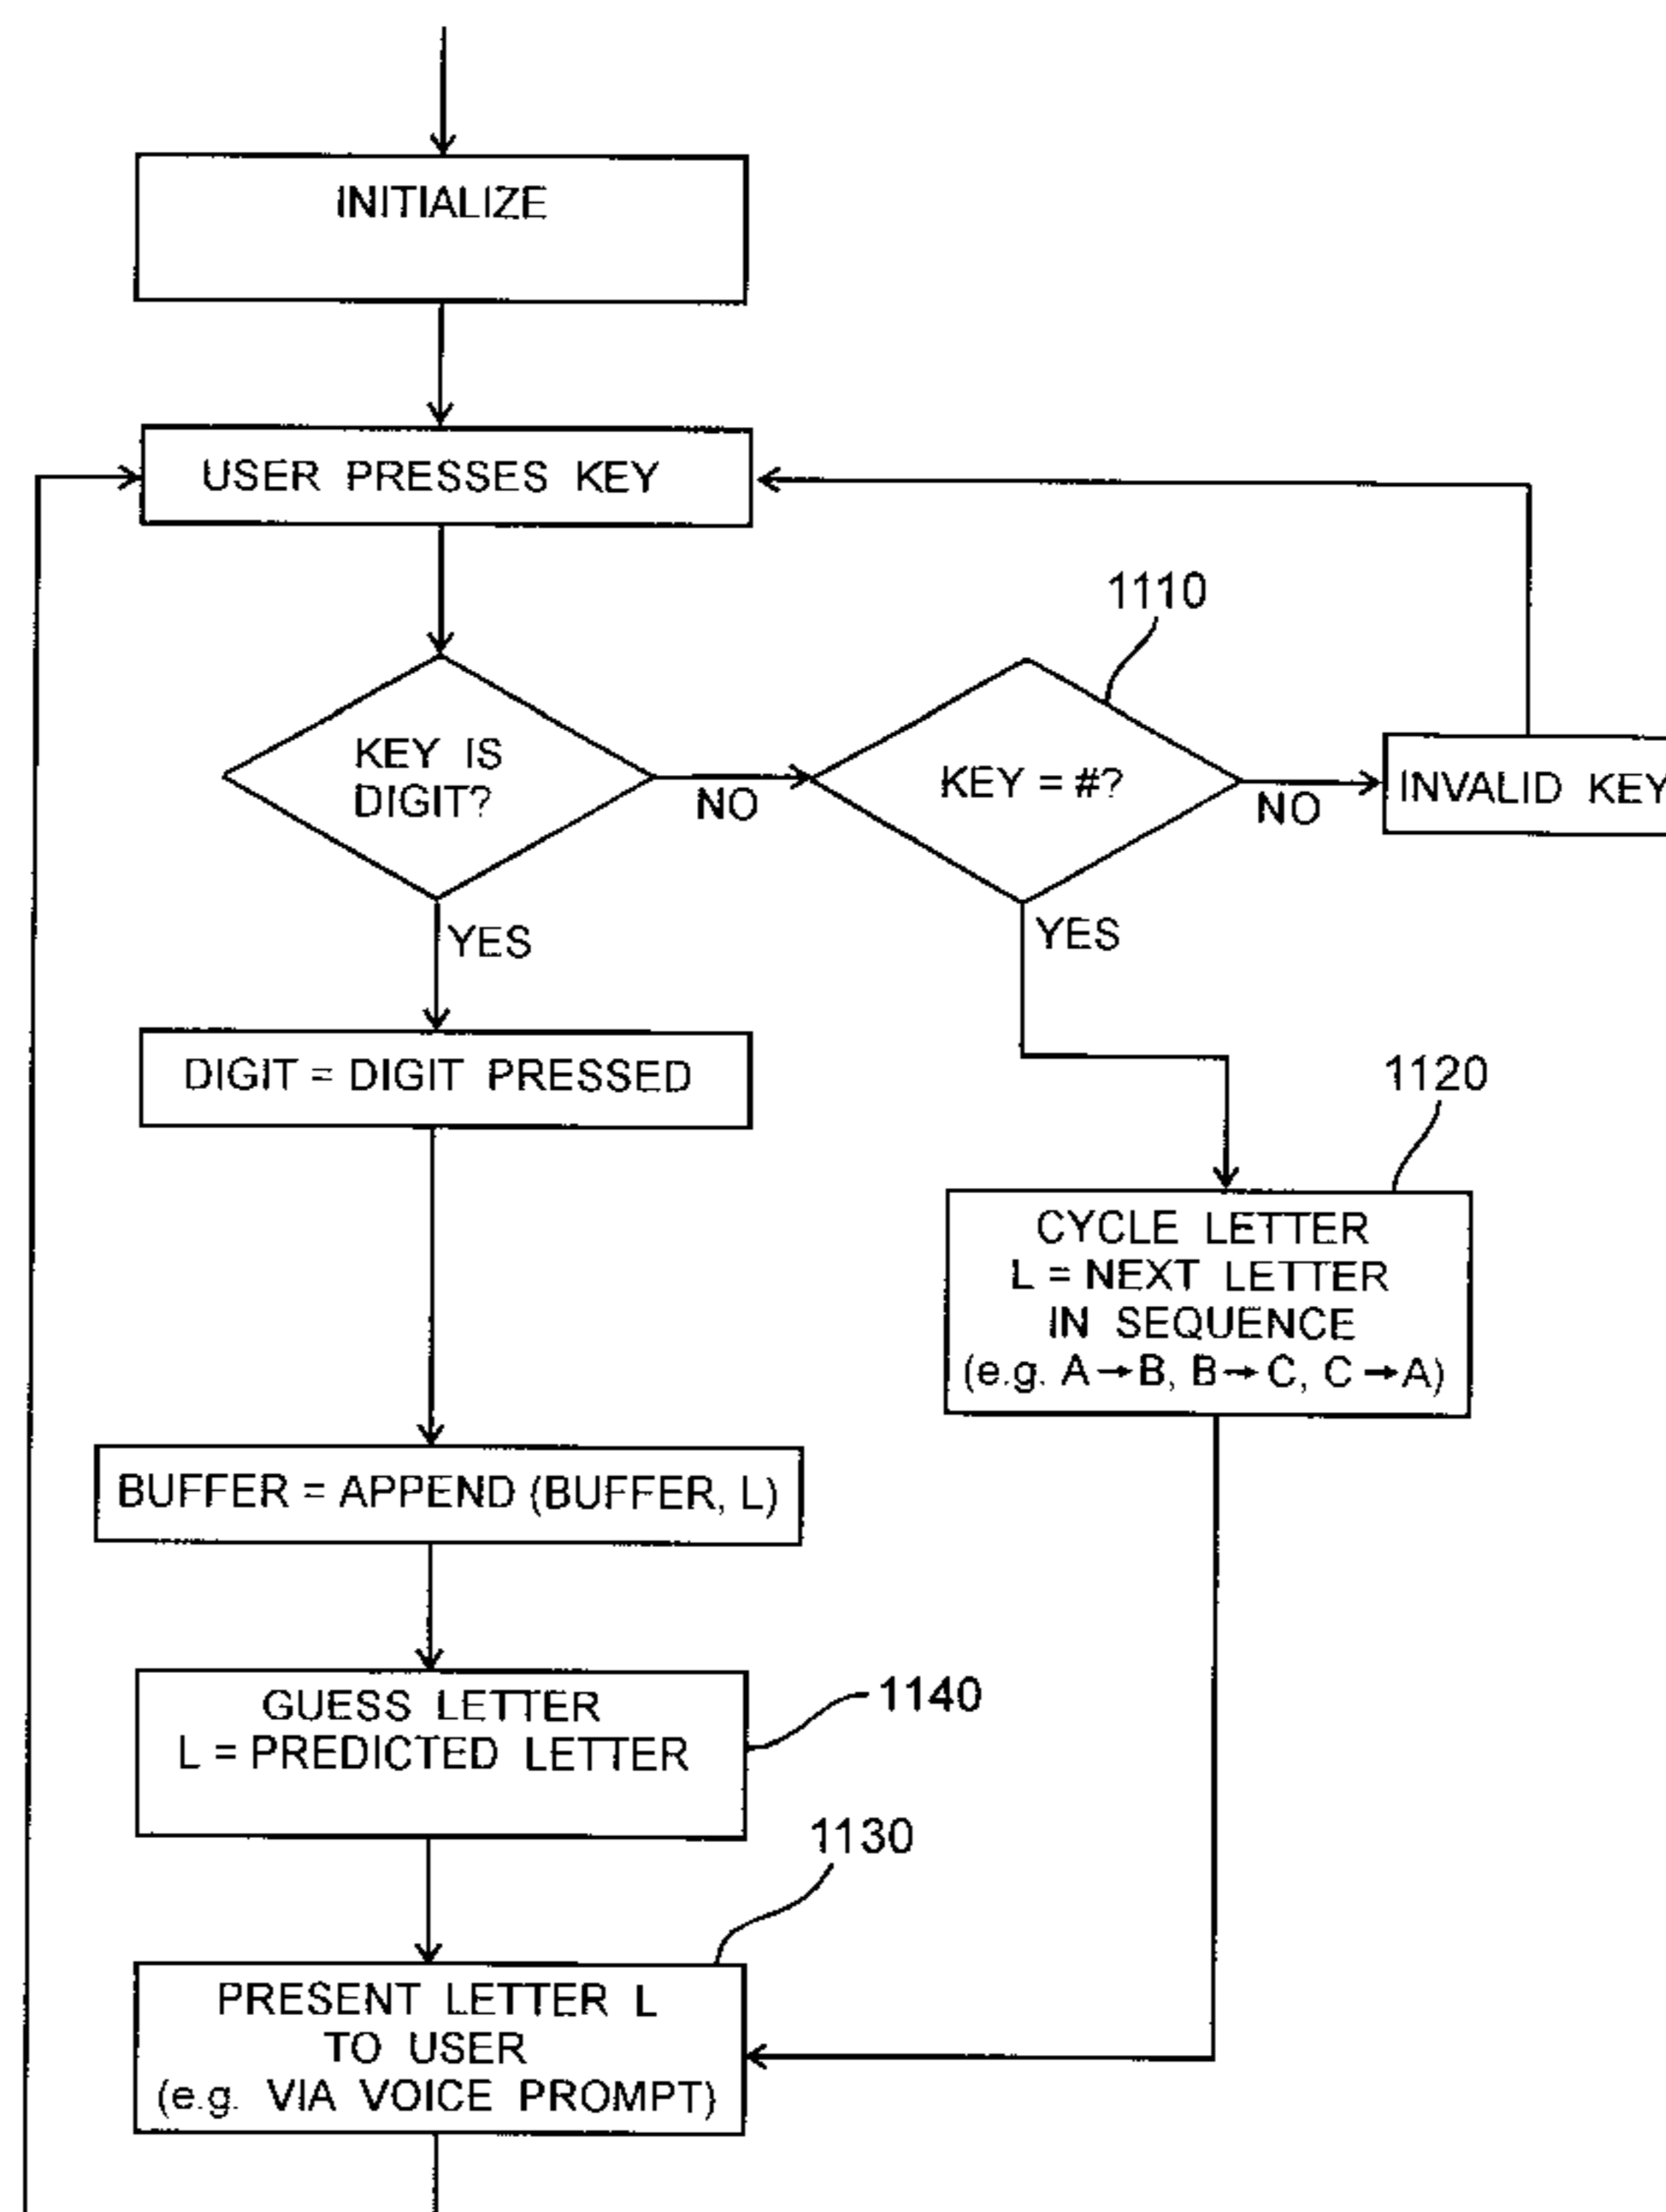 INITIALIZE
USER PRESSES KEY
1110
KEY IS
DIGIT?
NO
KEY = #?
NO
INVALID KEY
YES
YES
DIGIT = DIGIT PRESSED
1120
CYCLE LETTER
L = NEXT LETTER
IN SEQUENCE
(e.g. A→B, B→C, C→A)
BUFFER = APPEND (BUFFER, L)
GUESS LETTER
L = PREDICTED LETTER
1140
1130
PRESENT LETTER L
TO USER
(e.g. VIA VOICE PROMPT)